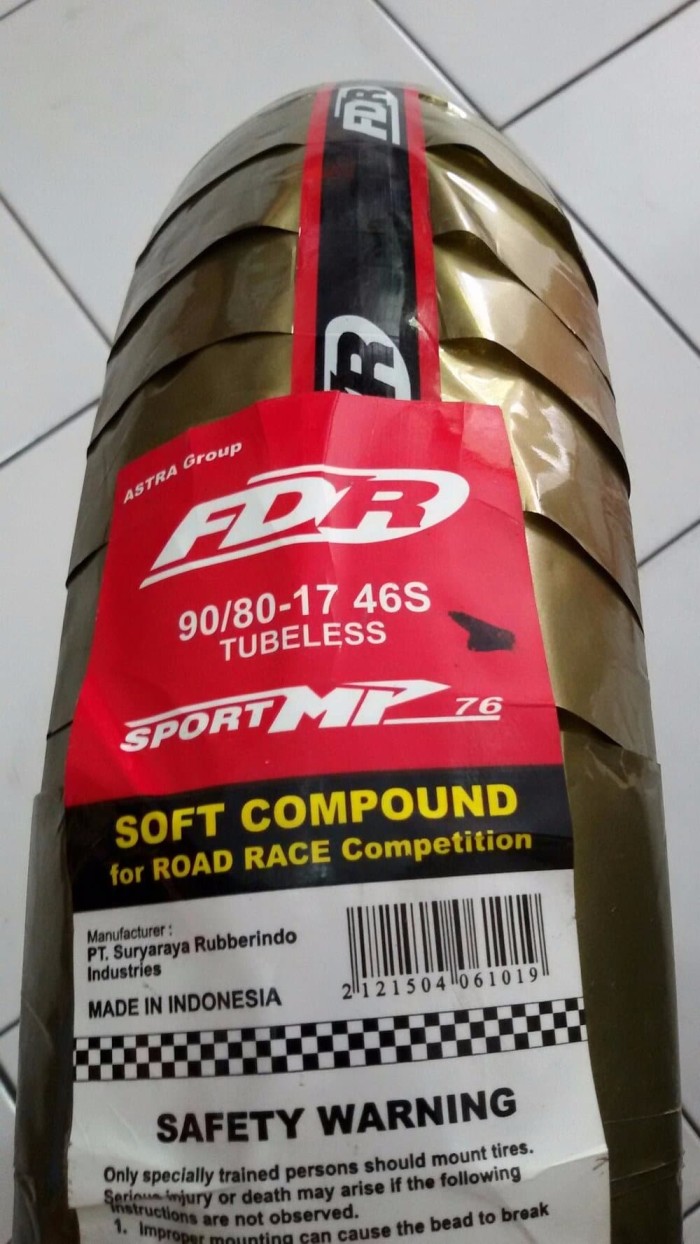 FDR
ASTRA Group
FDR
90/80-17 46S
TUBELESS
SPORT MP 76
SOFT COMPOUND
for ROAD RACE Competition
Manufacturer :
PT. Suryaraya Rubberindo
Industries
MADE IN INDONESIA
2 121504 061019
SAFETY WARNING
Only specially trained persons should mount tires.
Serious injury or death may arise if the following
instructions are not observed.
1. Improper mounting can cause the bead to break